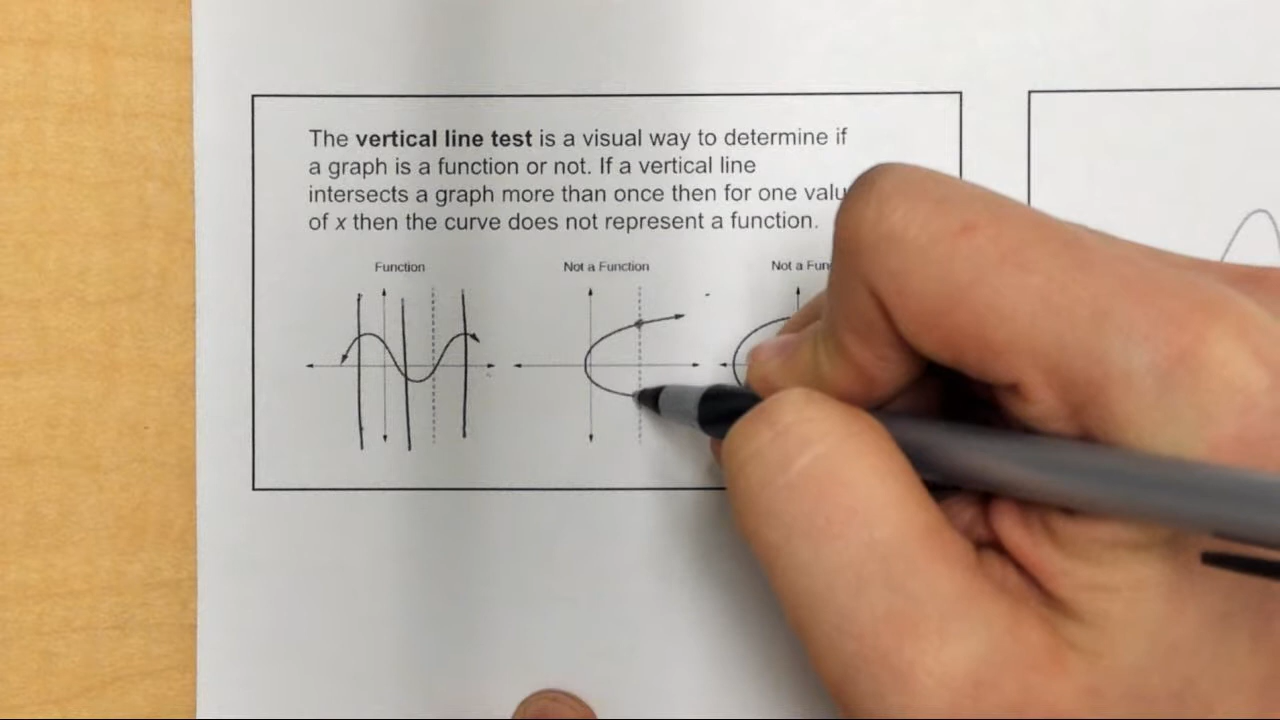 The vertical line test is a visual way to determine if
a graph is a function or not. If a vertical line
intersects a graph more than once then for one valu
of x then the curve does not represent a function.
Function
Not a Function
Not a Fun